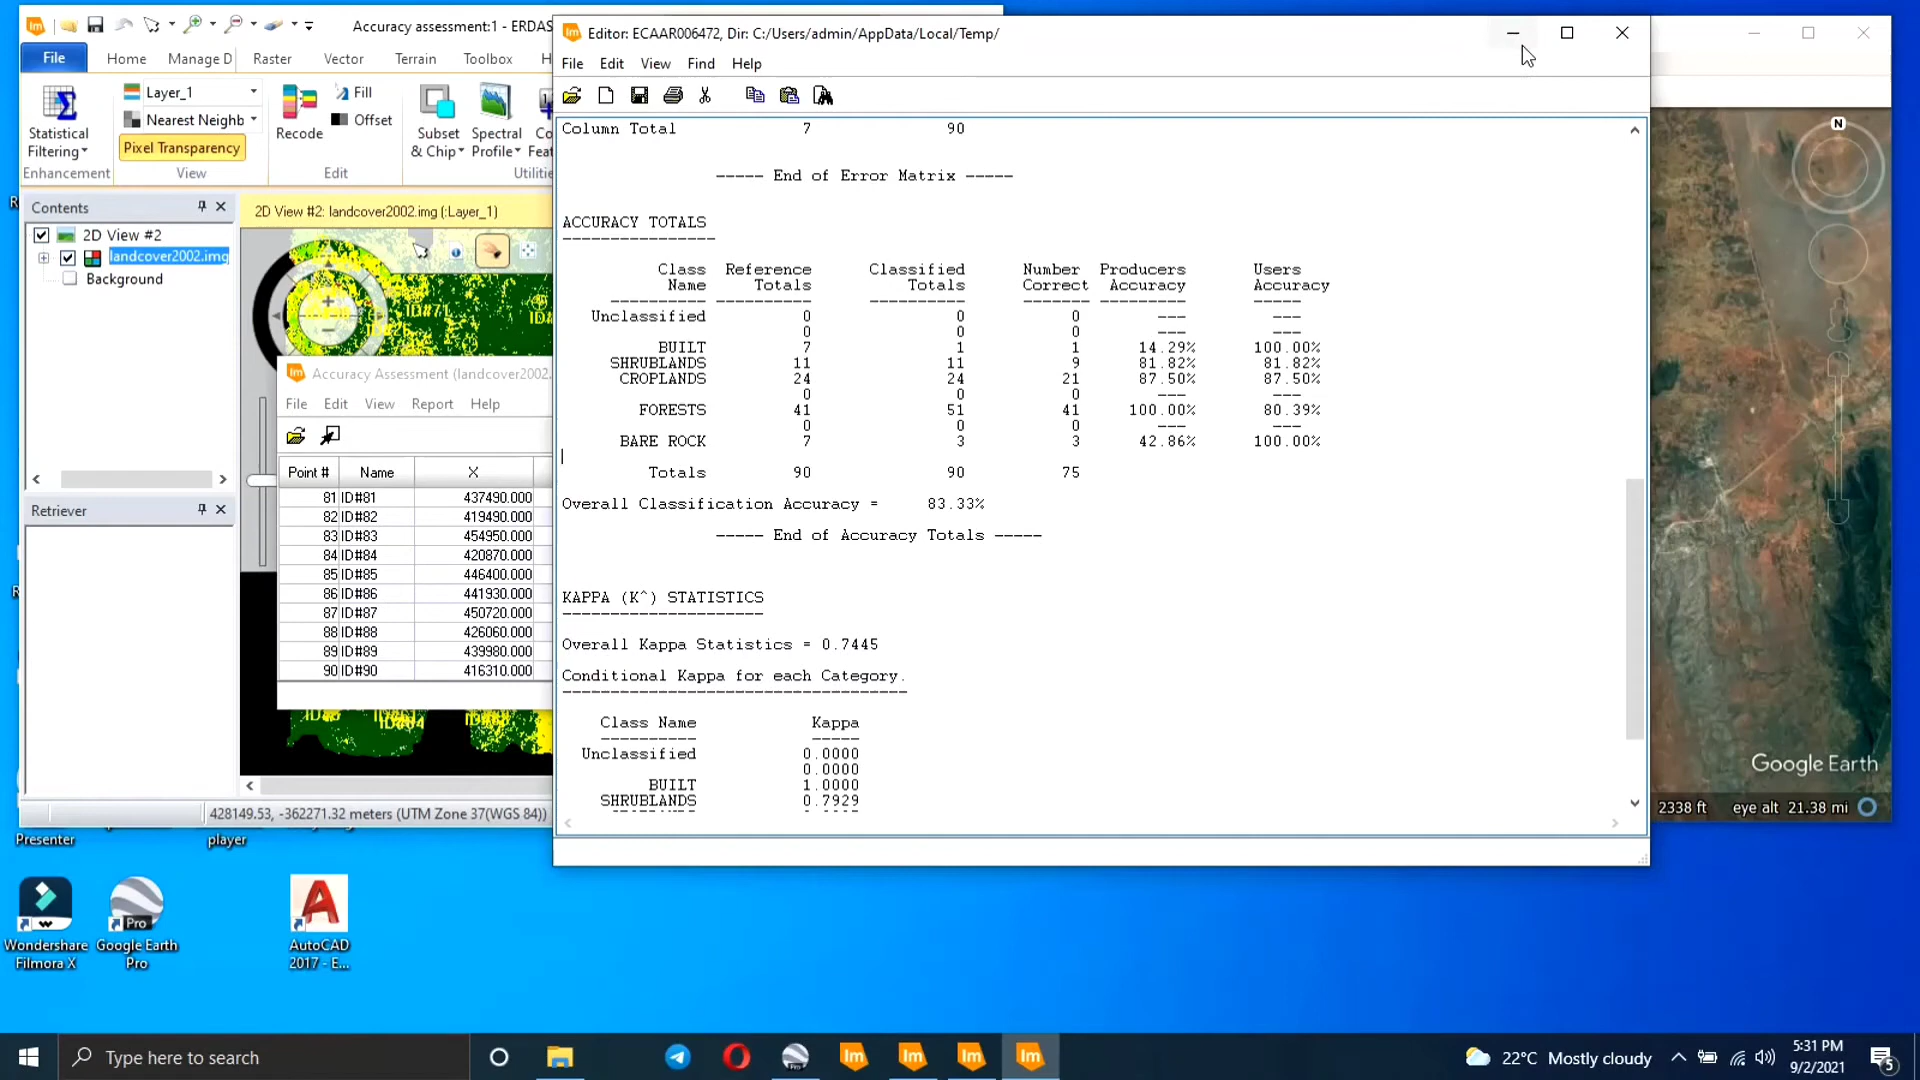 Accuracy assessment:1 - ERDAS
File Home Manage D Raster Vector Terrain Toolbox H
Statistical
Filtering
Enhancement
Layer_1
Nearest Neighb
Pixel Transparency
View
Recode
Fill
Offset
Edit
Subset
& Chip
Spectral
Profile
Co
Feat
Utilitie
Contents
2D View #2
landcover2002.img
Background
Retriever
2D View #2: landcover2002.img (:Layer_1)
ID#71
Accuracy Assessment (landcover2002.
File Edit View Report Help
Point # Name X
81 ID#81 437490.000
82 ID#82 419490.000
83 ID#83 454950.000
84 ID#84 420870.000
85 ID#85 446400.000
86 ID#86 441930.000
87 ID#87 450720.000
88 ID#88 426060.000
89 ID#89 439980.000
90 ID#90 416310.000
428149.53, -362271.32 meters (UTM Zone 37(WGS 84))
Editor: ECAAR006472, Dir: C:/Users/admin/AppData/Local/Temp/
File Edit View Find Help
Column Total 7 90
----- End of Error Matrix -----
ACCURACY TOTALS
----------------
Class Reference Classified Number Producers Users
Name Totals Totals Correct Accuracy Accuracy
---------- ---------- ---------- ------- --------- -----
Unclassified 0 0 0 --- ---
0 0 0 --- ---
BUILT 7 1 1 14.29% 100.00%
SHRUBLANDS 11 11 9 81.82% 81.82%
CROPLANDS 24 24 21 87.50% 87.50%
0 0 0 --- ---
FORESTS 41 51 41 100.00% 80.39%
0 0 0 --- ---
BARE ROCK 7 3 3 42.86% 100.00%
Totals 90 90 75
Overall Classification Accuracy = 83.33%
----- End of Accuracy Totals -----
KAPPA (K^) STATISTICS
---------------------
Overall Kappa Statistics = 0.7445
Conditional Kappa for each Category.
------------------------------------
Class Name Kappa
---------- -----
Unclassified 0.0000
0.0000
BUILT 1.0000
SHRUBLANDS 0.7929
N
Google Earth
2338 ft eye alt 21.38 mi
Presenter
player
Wondershare
Filmora X
Pro
Google Earth
Pro
AutoCAD
2017 - E...
Type here to search
22°C Mostly cloudy
5:31 PM
9/2/2021
5